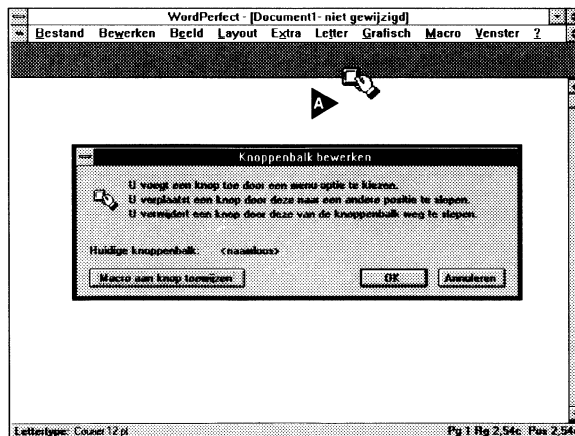 WordPerfect - [Document1- niet gewijzigd]
Bestand Bewerken Beeld Layout Extra Letter Grafisch Macro Venster ?
A
Knoppenbalk bewerken
U voegt een knop toe door een menu-optie te kiezen.
U verplaatst een knop door deze naar een andere positie te slepen.
U verwijdert een knop door deze van de knoppenbalk weg te slepen.
Huidige knoppenbalk: <naamloos>
Macro aan knop toewijzen OK Annuleren
Lettertype: Courier 12 pt Pg 1 Rg 2,54c Pos 2,54